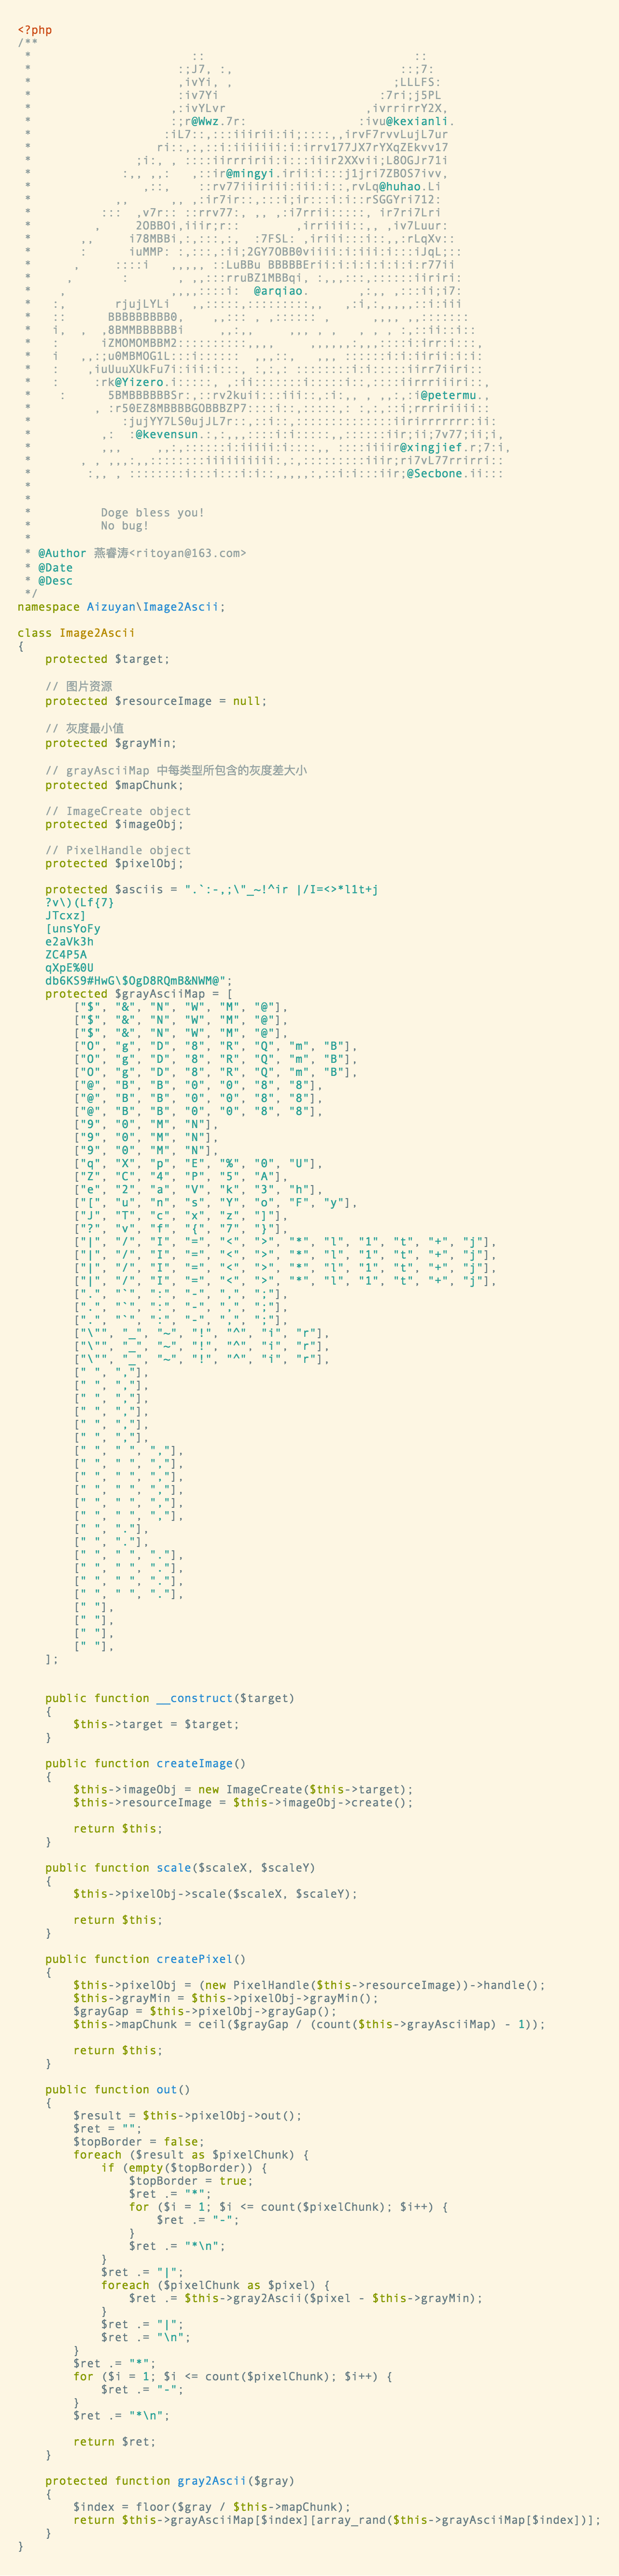 <?php
/**
 *                       ::                              ::
 *                     :;J7, :,                        ::;7:
 *                     ,ivYi, ,                       ;LLLFS:
 *                     :iv7Yi                       :7ri;j5PL
 *                    ,:ivYLvr                    ,ivrrirrY2X,
 *                    :;r@Wwz.7r:                :ivu@kexianli.
 *                   :iL7::,:::iiirii:ii;::::,,irvF7rvvLujL7ur
 *                  ri::,:,::i:iiiiiii:i:irrv177JX7rYXqZEkvv17
 *               ;i:, , ::::iirrririi:i:::iiir2XXvii;L8OGJr71i
 *             :,, ,,:   ,::ir@mingyi.irii:i:::j1jri7ZBOS7ivv,
 *                ,::,    ::rv77iiiriii:iii:i::,rvLq@huhao.Li
 *            ,,      ,, ,:ir7ir::,:::i;ir:::i:i::rSGGYri712:
 *          :::  ,v7r:: ::rrv77:, ,, ,:i7rrii:::::, ir7ri7Lri
 *         ,     2OBBOi,iiir;r::        ,irriiii::,, ,iv7Luur:
 *       ,,     i78MBBi,:,:::,:,  :7FSL: ,iriii:::i::,,:rLqXv::
 *       :      iuMMP: :,:::,:ii;2GY7OBB0viiii:i:iii:i:::iJqL;::
 *      ,     ::::i   ,,,,, ::LuBBu BBBBBErii:i:i:i:i:i:i:r77ii
 *     ,       :       , ,,:::rruBZ1MBBqi, :,,,:::,::::::iiriri:
 *    ,               ,,,,::::i:  @arqiao.       ,:,, ,:::ii;i7:
 *   :,       rjujLYLi   ,,:::::,:::::::::,,   ,:i,:,,,,,::i:iii
 *   ::      BBBBBBBBB0,    ,,::: , ,:::::: ,      ,,,, ,,:::::::
 *   i,  ,  ,8BMMBBBBBBi     ,,:,,     ,,, , ,   , , , :,::ii::i::
 *   :      iZMOMOMBBM2::::::::::,,,,     ,,,,,,:,,,::::i:irr:i:::,
 *   i   ,,:;u0MBMOG1L:::i::::::  ,,,::,   ,,, ::::::i:i:iirii:i:i:
 *   :    ,iuUuuXUkFu7i:iii:i:::, :,:,: ::::::::i:i:::::iirr7iiri::
 *   :     :rk@Yizero.i:::::, ,:ii:::::::i:::::i::,::::iirrriiiri::,
 *    :      5BMBBBBBBSr:,::rv2kuii:::iii::,:i:,, , ,,:,:i@petermu.,
 *         , :r50EZ8MBBBBGOBBBZP7::::i::,:::::,: :,:,::i;rrririiii::
 *             :jujYY7LS0ujJL7r::,::i::,::::::::::::::iirirrrrrrr:ii:
 *          ,:  :@kevensun.:,:,,,::::i:i:::::,,::::::iir;ii;7v77;ii;i,
 *          ,,,     ,,:,::::::i:iiiii:i::::,, ::::iiiir@xingjief.r;7:i,
 *       , , ,,,:,,::::::::iiiiiiiiii:,:,:::::::::iiir;ri7vL77rrirri::
 *        :,, , ::::::::i:::i:::i:i::,,,,,:,::i:i:::iir;@Secbone.ii:::
 *
 *
 *          Doge bless you!
 *          No bug!
 *
 * @Author 燕睿涛<ritoyan@163.com>
 * @Date
 * @Desc
 */
namespace Aizuyan\Image2Ascii;

class Image2Ascii
{
    protected $target;

    // 图片资源
    protected $resourceImage = null;

    // 灰度最小值
    protected $grayMin;

    // grayAsciiMap 中每类型所包含的灰度差大小
    protected $mapChunk;

    // ImageCreate object
    protected $imageObj;

    // PixelHandle object
    protected $pixelObj;

    protected $asciis = ".`:-,;\"_~!^ir |/I=<>*l1t+j
    ?v\)(Lf{7}
    JTcxz]
    [unsYoFy
    e2aVk3h
    ZC4P5A
    qXpE%0U
    db6KS9#HwG\$OgD8RQmB&NWM@";
    protected $grayAsciiMap = [
        ["$", "&", "N", "W", "M", "@"],
        ["$", "&", "N", "W", "M", "@"],
        ["$", "&", "N", "W", "M", "@"],
        ["O", "g", "D", "8", "R", "Q", "m", "B"],
        ["O", "g", "D", "8", "R", "Q", "m", "B"],
        ["O", "g", "D", "8", "R", "Q", "m", "B"],
        ["@", "B", "B", "0", "0", "8", "8"],
        ["@", "B", "B", "0", "0", "8", "8"],
        ["@", "B", "B", "0", "0", "8", "8"],
        ["9", "0", "M", "N"],
        ["9", "0", "M", "N"],
        ["9", "0", "M", "N"],
        ["q", "X", "p", "E", "%", "0", "U"],
        ["Z", "C", "4", "P", "5", "A"],
        ["e", "2", "a", "V", "k", "3", "h"],
        ["[", "u", "n", "s", "Y", "o", "F", "y"],
        ["J", "T", "c", "x", "z", "]"],
        ["?", "v", "f", "{", "7", "}"],
        ["|", "/", "I", "=", "<", ">", "*", "l", "1", "t", "+", "j"],
        ["|", "/", "I", "=", "<", ">", "*", "l", "1", "t", "+", "j"],
        ["|", "/", "I", "=", "<", ">", "*", "l", "1", "t", "+", "j"],
        ["|", "/", "I", "=", "<", ">", "*", "l", "1", "t", "+", "j"],
        [".", "`", ":", "-", ",", ";"],
        [".", "`", ":", "-", ",", ";"],
        [".", "`", ":", "-", ",", ";"],
        ["\"", "_", "~", "!", "^", "i", "r"],
        ["\"", "_", "~", "!", "^", "i", "r"],
        ["\"", "_", "~", "!", "^", "i", "r"],
        [" ", ","],
        [" ", ","],
        [" ", ","],
        [" ", ","],
        [" ", ","],
        [" ", ","],
        [" ", " ", ","],
        [" ", " ", ","],
        [" ", " ", ","],
        [" ", " ", ","],
        [" ", " ", ","],
        [" ", " ", ","],
        [" ", "."],
        [" ", "."],
        [" ", " ", "."],
        [" ", " ", "."],
        [" ", " ", "."],
        [" ", " ", "."],
        [" "],
        [" "],
        [" "],
        [" "],
    ];


    public function __construct($target)
    {
        $this->target = $target;
    }

    public function createImage()
    {
        $this->imageObj = new ImageCreate($this->target);
        $this->resourceImage = $this->imageObj->create();

        return $this;
    }

    public function scale($scaleX, $scaleY)
    {
        $this->pixelObj->scale($scaleX, $scaleY);

        return $this;
    }

    public function createPixel()
    {
        $this->pixelObj = (new PixelHandle($this->resourceImage))->handle();
        $this->grayMin = $this->pixelObj->grayMin();
        $grayGap = $this->pixelObj->grayGap();
        $this->mapChunk = ceil($grayGap / (count($this->grayAsciiMap) - 1));

        return $this;
    }

    public function out()
    {
        $result = $this->pixelObj->out();
        $ret = "";
        $topBorder = false;
        foreach ($result as $pixelChunk) {
            if (empty($topBorder)) {
                $topBorder = true;
                $ret .= "*";
                for ($i = 1; $i <= count($pixelChunk); $i++) {
                    $ret .= "-";
                }
                $ret .= "*\n";
            }
            $ret .= "|";
            foreach ($pixelChunk as $pixel) {
                $ret .= $this->gray2Ascii($pixel - $this->grayMin);
            }
            $ret .= "|";
            $ret .= "\n";
        }
        $ret .= "*";
        for ($i = 1; $i <= count($pixelChunk); $i++) {
            $ret .= "-";
        }
        $ret .= "*\n";

        return $ret;
    }

    protected function gray2Ascii($gray)
    {
        $index = floor($gray / $this->mapChunk);
        return $this->grayAsciiMap[$index][array_rand($this->grayAsciiMap[$index])];
    }
}